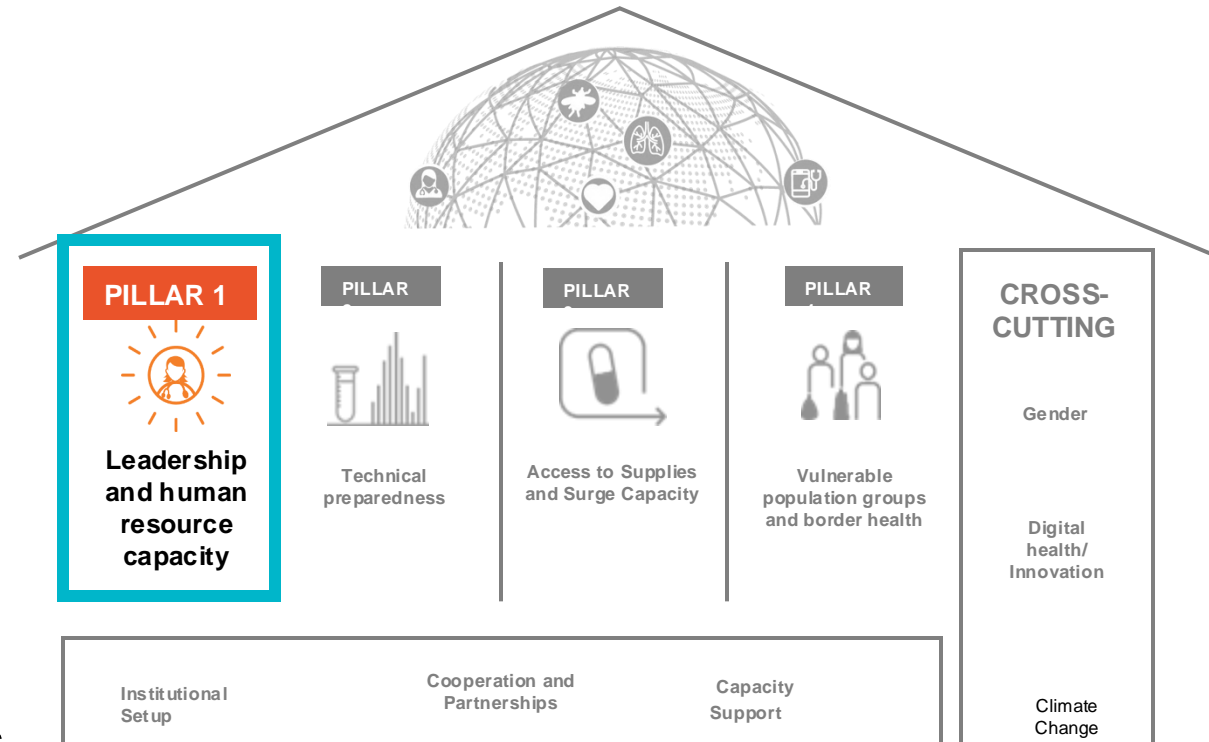 PILLAR 1
Leadership
and human
resource
capacity
PILLAR
Technical
preparedness
PILLAR
Access to Supplies
and Surge Capacity
PILLAR
Vulnerable
population groups
and border health
CROSS-
CUTTING
Gender
Digital
health/
Innovation
Climate
Change
Institutional
Setup
Cooperation and
Partnerships
Capacity
Support